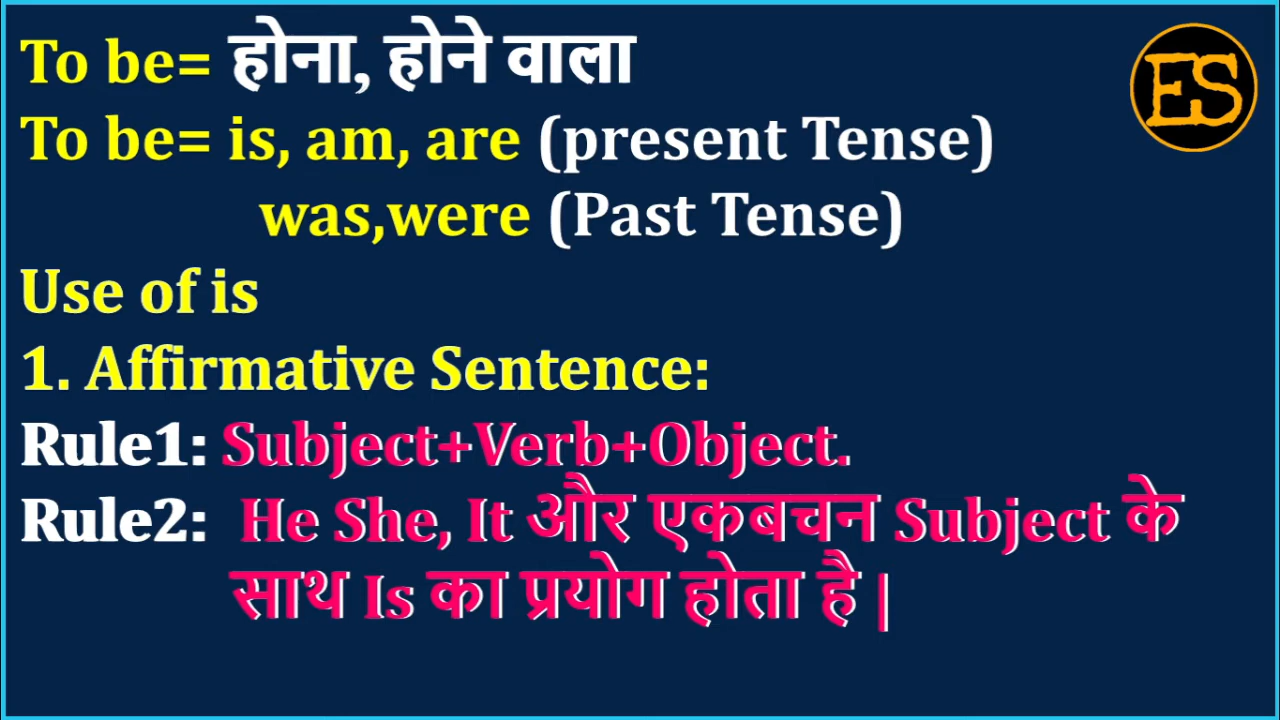 To be= होना, होने वाला
ES
To be= is, am, are (present Tense)
was,were (Past Tense)
Use of is
1. Affirmative Sentence:
Rule1: Subject+Verb+Object.
Rule2: He She, It और एकबचन Subject के
साथ Is का प्रयोग होता है |